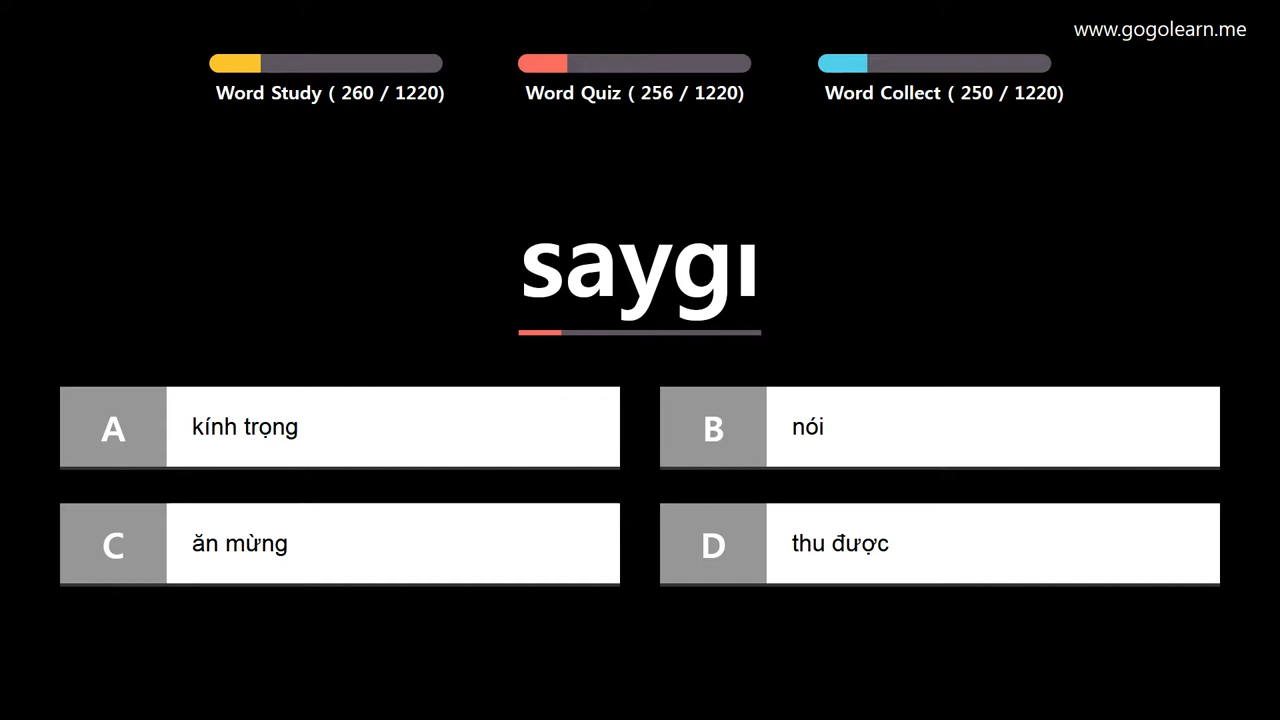 www.gogolearn.me
Word Study ( 260 / 1220)
Word Quiz ( 256 / 1220)
Word Collect ( 250 / 1220)
saygı
A
kính trọng
B
nói
C
ăn mừng
D
thu được